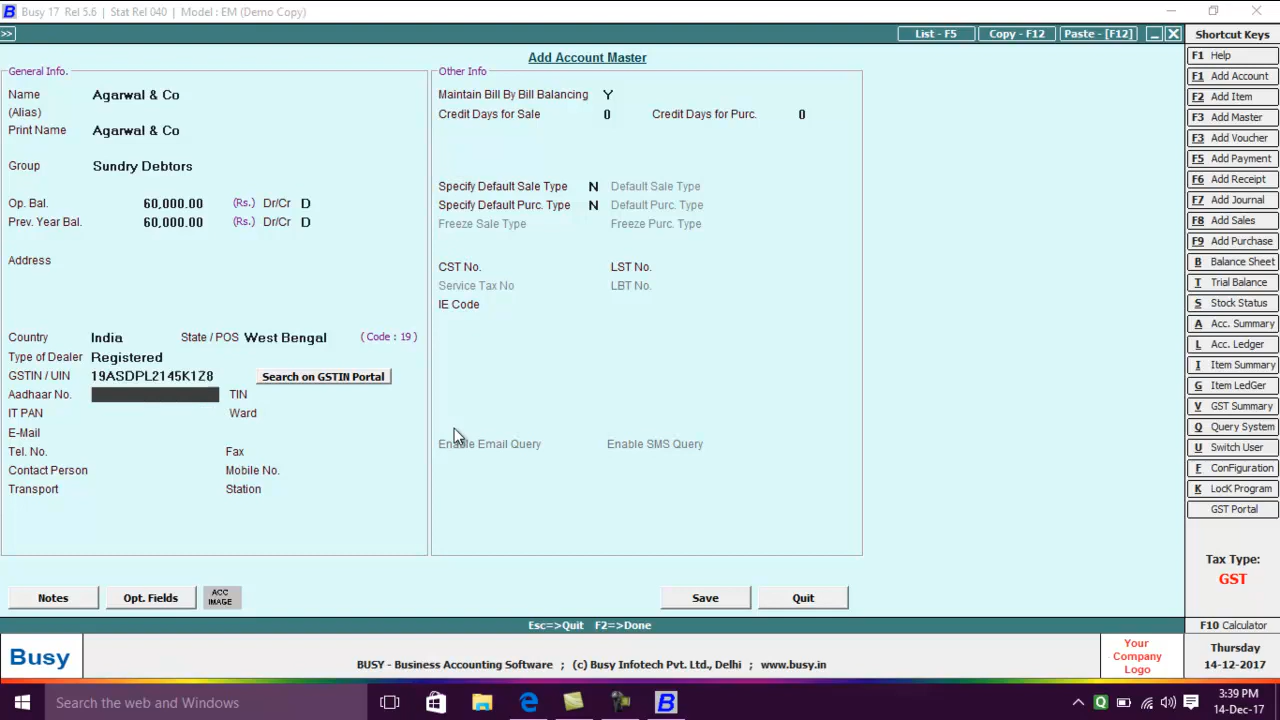 Busy 17 Rel 5.6 | Stat Rel 040 | Model : EM (Demo Copy)
>> List - F5 Copy - F12 Paste - [F12] Shortcut Keys
Add Account Master
General Info. Other Info
Name Agarwal & Co Maintain Bill By Bill Balancing Y
(Alias) Credit Days for Sale 0 Credit Days for Purc. 0
Print Name Agarwal & Co
Group Sundry Debtors
Specify Default Sale Type N Default Sale Type
Op. Bal. 60,000.00 (Rs.) Dr/Cr D Specify Default Purc. Type N Default Purc. Type
Prev. Year Bal. 60,000.00 (Rs.) Dr/Cr D Freeze Sale Type Freeze Purc. Type
Address CST No. LST No.
Service Tax No LBT No.
IE Code
Country India State / POS West Bengal ( Code : 19 )
Type of Dealer Registered
GSTIN / UIN 19ASDPL2145K1Z8 Search on GSTIN Portal
Aadhaar No. TIN
IT PAN Ward
E-Mail Enable Email Query Enable SMS Query
Tel. No. Fax
Contact Person Mobile No.
Transport Station
Notes Opt. Fields ACC IMAGE Save Quit
Esc=>Quit F2=>Done
F1 Help
F1 Add Account
F2 Add Item
F3 Add Master
F3 Add Voucher
F5 Add Payment
F6 Add Receipt
F7 Add Journal
F8 Add Sales
F9 Add Purchase
B Balance Sheet
T Trial Balance
S Stock Status
A Acc. Summary
L Acc. Ledger
I Item Summary
G Item LedGer
V GST Summary
Q Query System
U Switch User
F ConFiguration
K LocK Program
GST Portal
Tax Type:
GST
F10 Calculator
Busy BUSY - Business Accounting Software ; (c) Busy Infotech Pvt. Ltd., Delhi ; www.busy.in
Your
Company
Logo
Thursday
14-12-2017
Search the web and Windows
3:39 PM
14-Dec-17